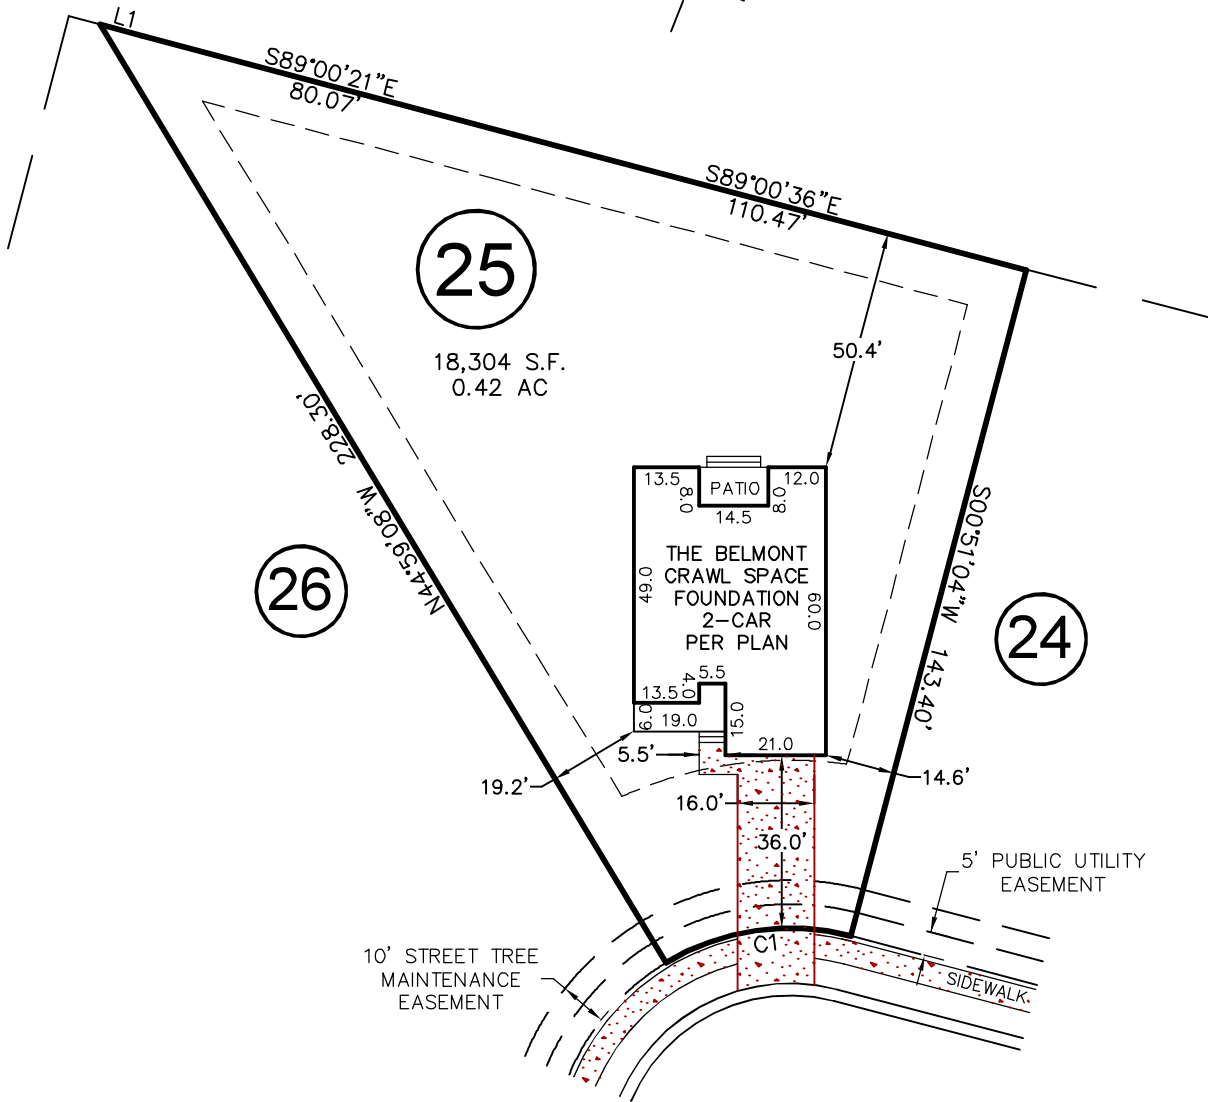 L1
S89°00'21"E
80.07'
S89°00'36"E
110.47'
25
18,304 S.F.
0.42 AC
50.4'
228.30'
N44°59'08"W
S00°51'04"W 143.40'
26
24
13.5
8.0
PATIO
8.0
12.0
14.5
THE BELMONT
CRAWL SPACE
FOUNDATION
2-CAR
PER PLAN
49.0
60.0
5.5
13.5
4.0
6.0
19.0
15.0
21.0
5.5'
19.2'
16.0'
14.6'
36.0'
5' PUBLIC UTILITY
EASEMENT
C1
10' STREET TREE
MAINTENANCE
EASEMENT
SIDEWALK